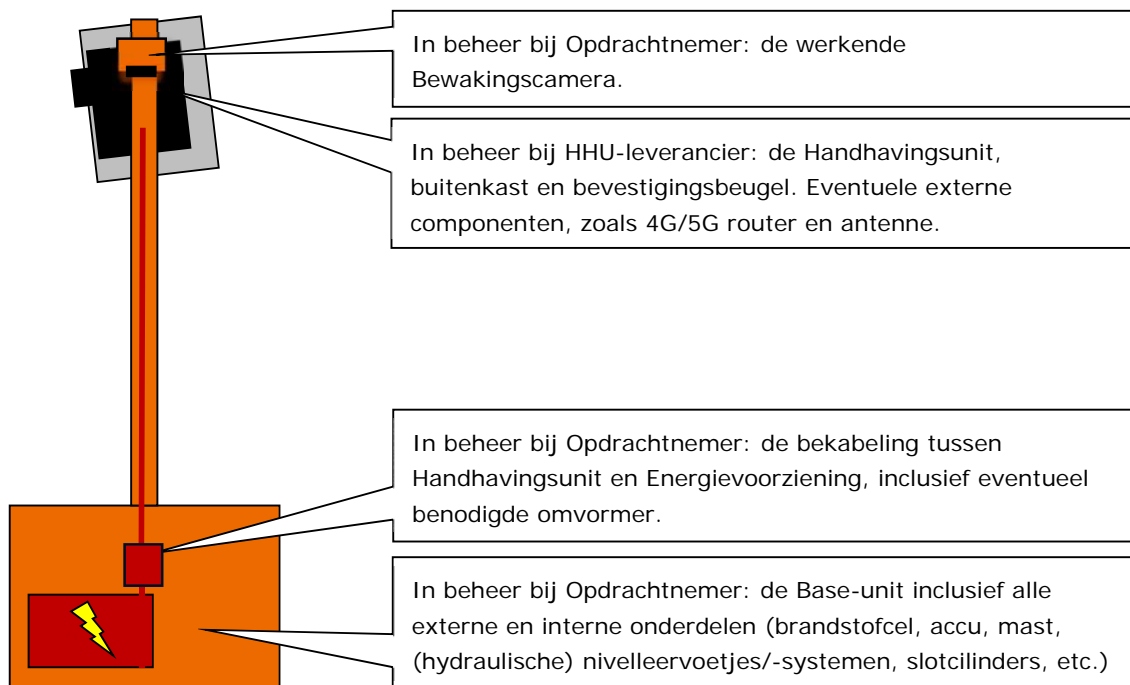 In beheer bij Opdrachtnemer: de werkende
Bewakingscamera.
In beheer bij HHU-leverancier: de Handhavingsunit,
buitenkast en bevestigingsbeugel. Eventuele externe
componenten, zoals 4G/5G router en antenne.
In beheer bij Opdrachtnemer: de bekabeling tussen
Handhavingsunit en Energievoorziening, inclusief eventueel
benodigde omvormer.
In beheer bij Opdrachtnemer: de Base-unit inclusief alle
externe en interne onderdelen (brandstofcel, accu, mast,
(hydraulische) nivelleervoetjes/-systemen, slotcilinders, etc.)